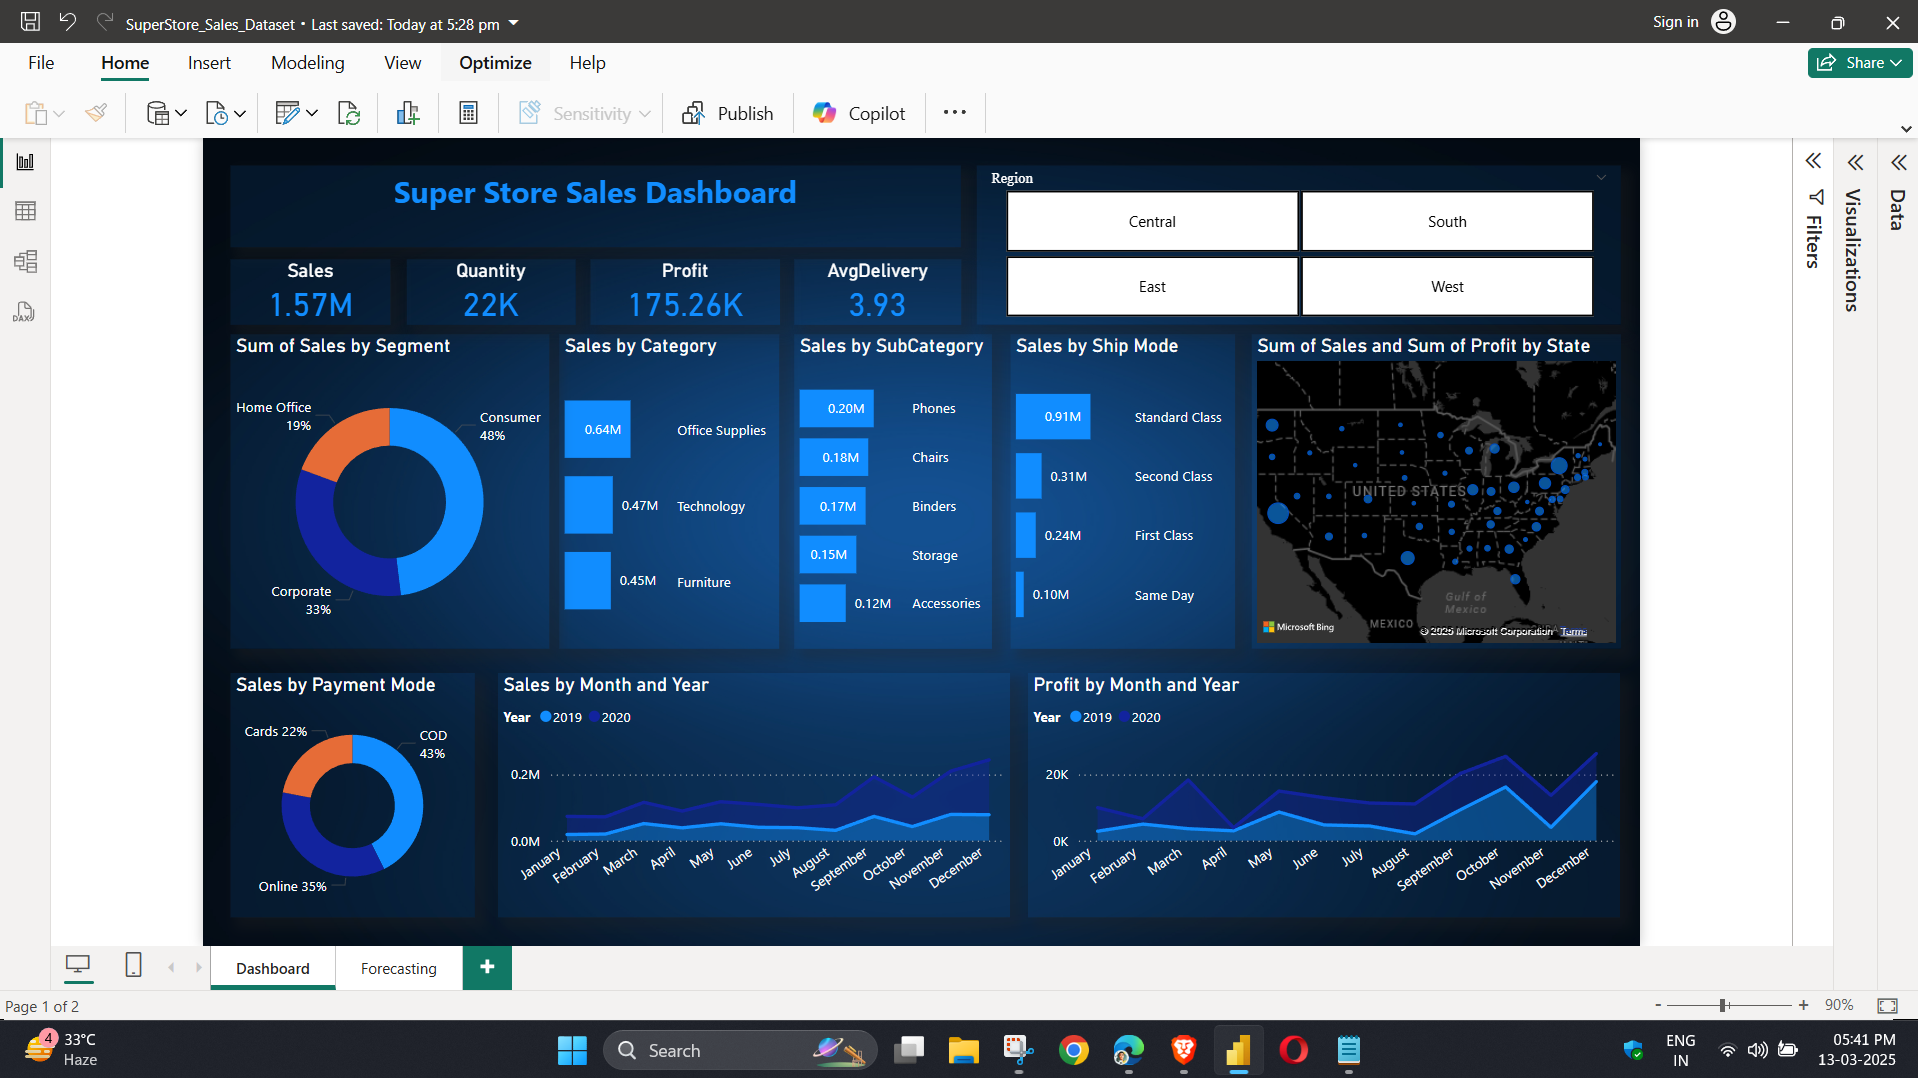 SuperStore_Sales_Dataset • Last saved: Today at 5:28 pm
Sign in
File Home Insert Modeling View Optimize Help
Share
Sensitivity
Publish
Copilot
Super Store Sales Dashboard
Region
Central
South
East
West
Sales
1.57M
Quantity
22K
Profit
175.26K
AvgDelivery
3.93
Filters
Visualizations
Data
DAX
Sum of Sales by Segment
Home Office
19%
Consumer
48%
Corporate
33%
Sales by Category
0.64M Office Supplies
0.47M Technology
0.45M Furniture
Sales by SubCategory
0.20M Phones
0.18M Chairs
0.17M Binders
0.15M Storage
0.12M Accessories
Sales by Ship Mode
0.91M Standard Class
0.31M Second Class
0.24M First Class
0.10M Same Day
Sum of Sales and Sum of Profit by State
UNITED STATES
Gulf of
Mexico
MEXICO
Microsoft Bing
© 2025 Microsoft Corporation Terms
Sales by Payment Mode
Cards 22%
COD
43%
Online 35%
Sales by Month and Year
Year 2019 2020
0.2M
0.0M
January February March April May June July August September October November December
Profit by Month and Year
Year 2019 2020
20K
0K
January February March April May June July August September October November December
Dashboard
Forecasting
+
Page 1 of 2
- + 90%
4
33°C
Haze
Search
ENG
IN
05:41 PM
13-03-2025